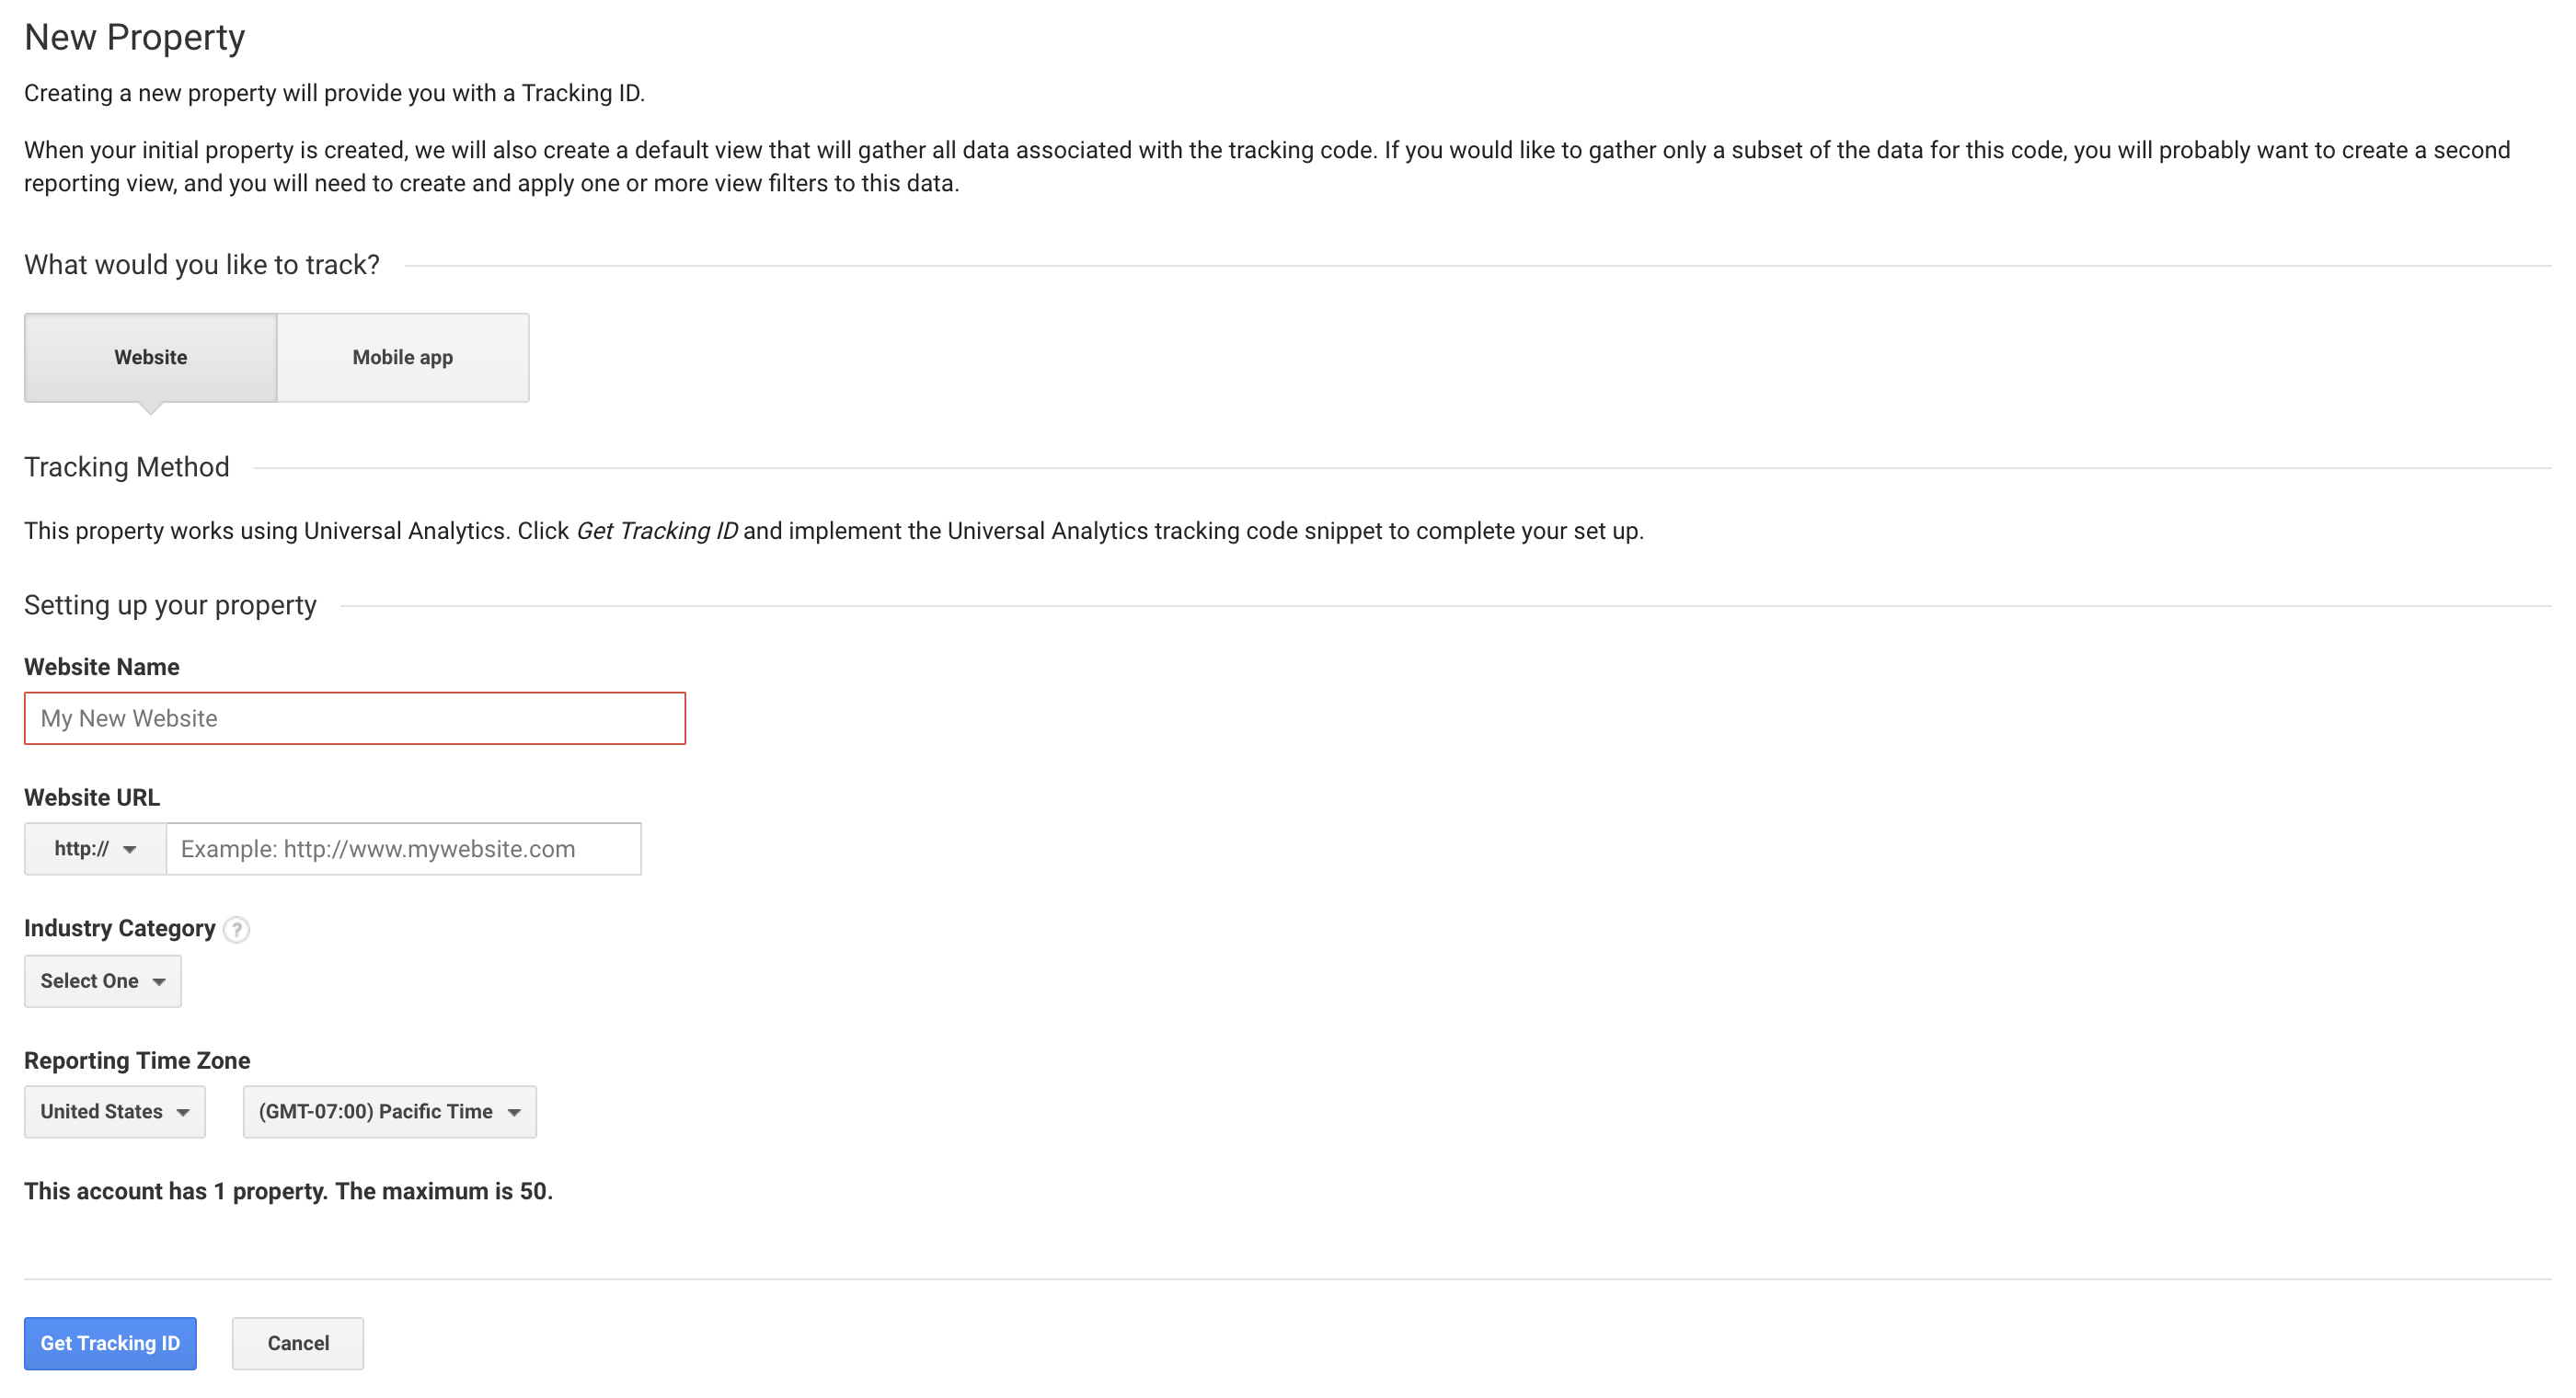 New Property
Creating a new property will provide you with a Tracking ID.
When your initial property is created, we will also create a default view that will gather all data associated with the tracking code. If you would like to gather only a subset of the data for this code, you will probably want to create a second
reporting view, and you will need to create and apply one or more view filters to this data.
What would you like to track?
Website Mobile app
Tracking Method
This property works using Universal Analytics. Click Get Tracking ID and implement the Universal Analytics tracking code snippet to complete your set up.
Setting up your property
Website Name
My New Website
Website URL
http:// Example: http://www.mywebsite.com
Industry Category ?
Select One
Reporting Time Zone
United States (GMT-07:00) Pacific Time
This account has 1 property. The maximum is 50.
Get Tracking ID Cancel